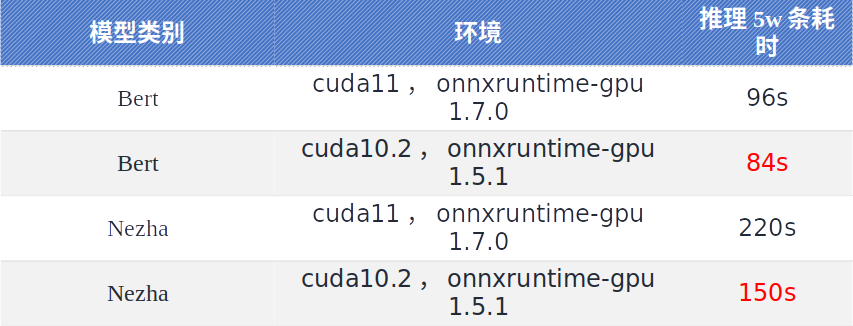 模型类别 环境 推理 5w 条耗
时
Bert cuda11， onnxruntime-gpu 96s
1.7.0
Bert cuda10.2， onnxruntime-gpu 84s
1.5.1
Nezha cuda11， onnxruntime-gpu 220s
1.7.0
Nezha cuda10.2， onnxruntime-gpu 150s
1.5.1